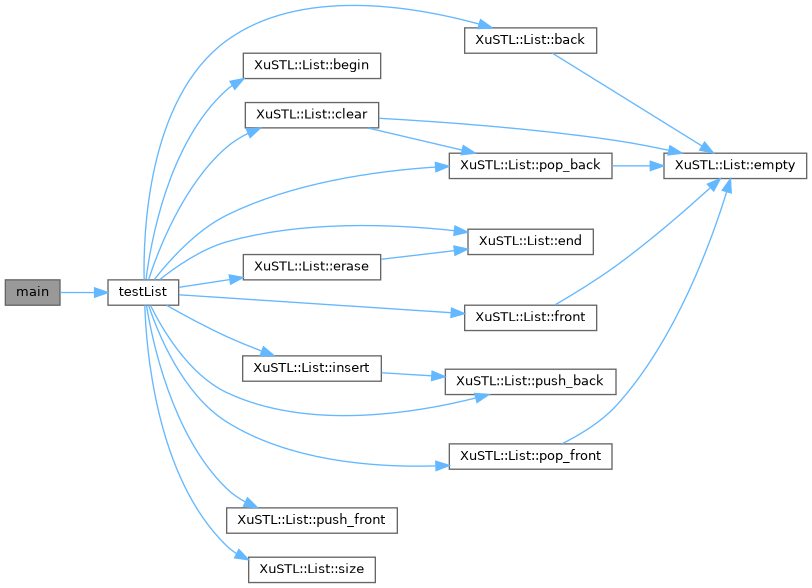 XuSTL::List::back
XuSTL::List::begin
XuSTL::List::clear
XuSTL::List::pop_back
XuSTL::List::empty
XuSTL::List::end
XuSTL::List::erase
main
testList
XuSTL::List::front
XuSTL::List::insert
XuSTL::List::push_back
XuSTL::List::pop_front
XuSTL::List::push_front
XuSTL::List::size